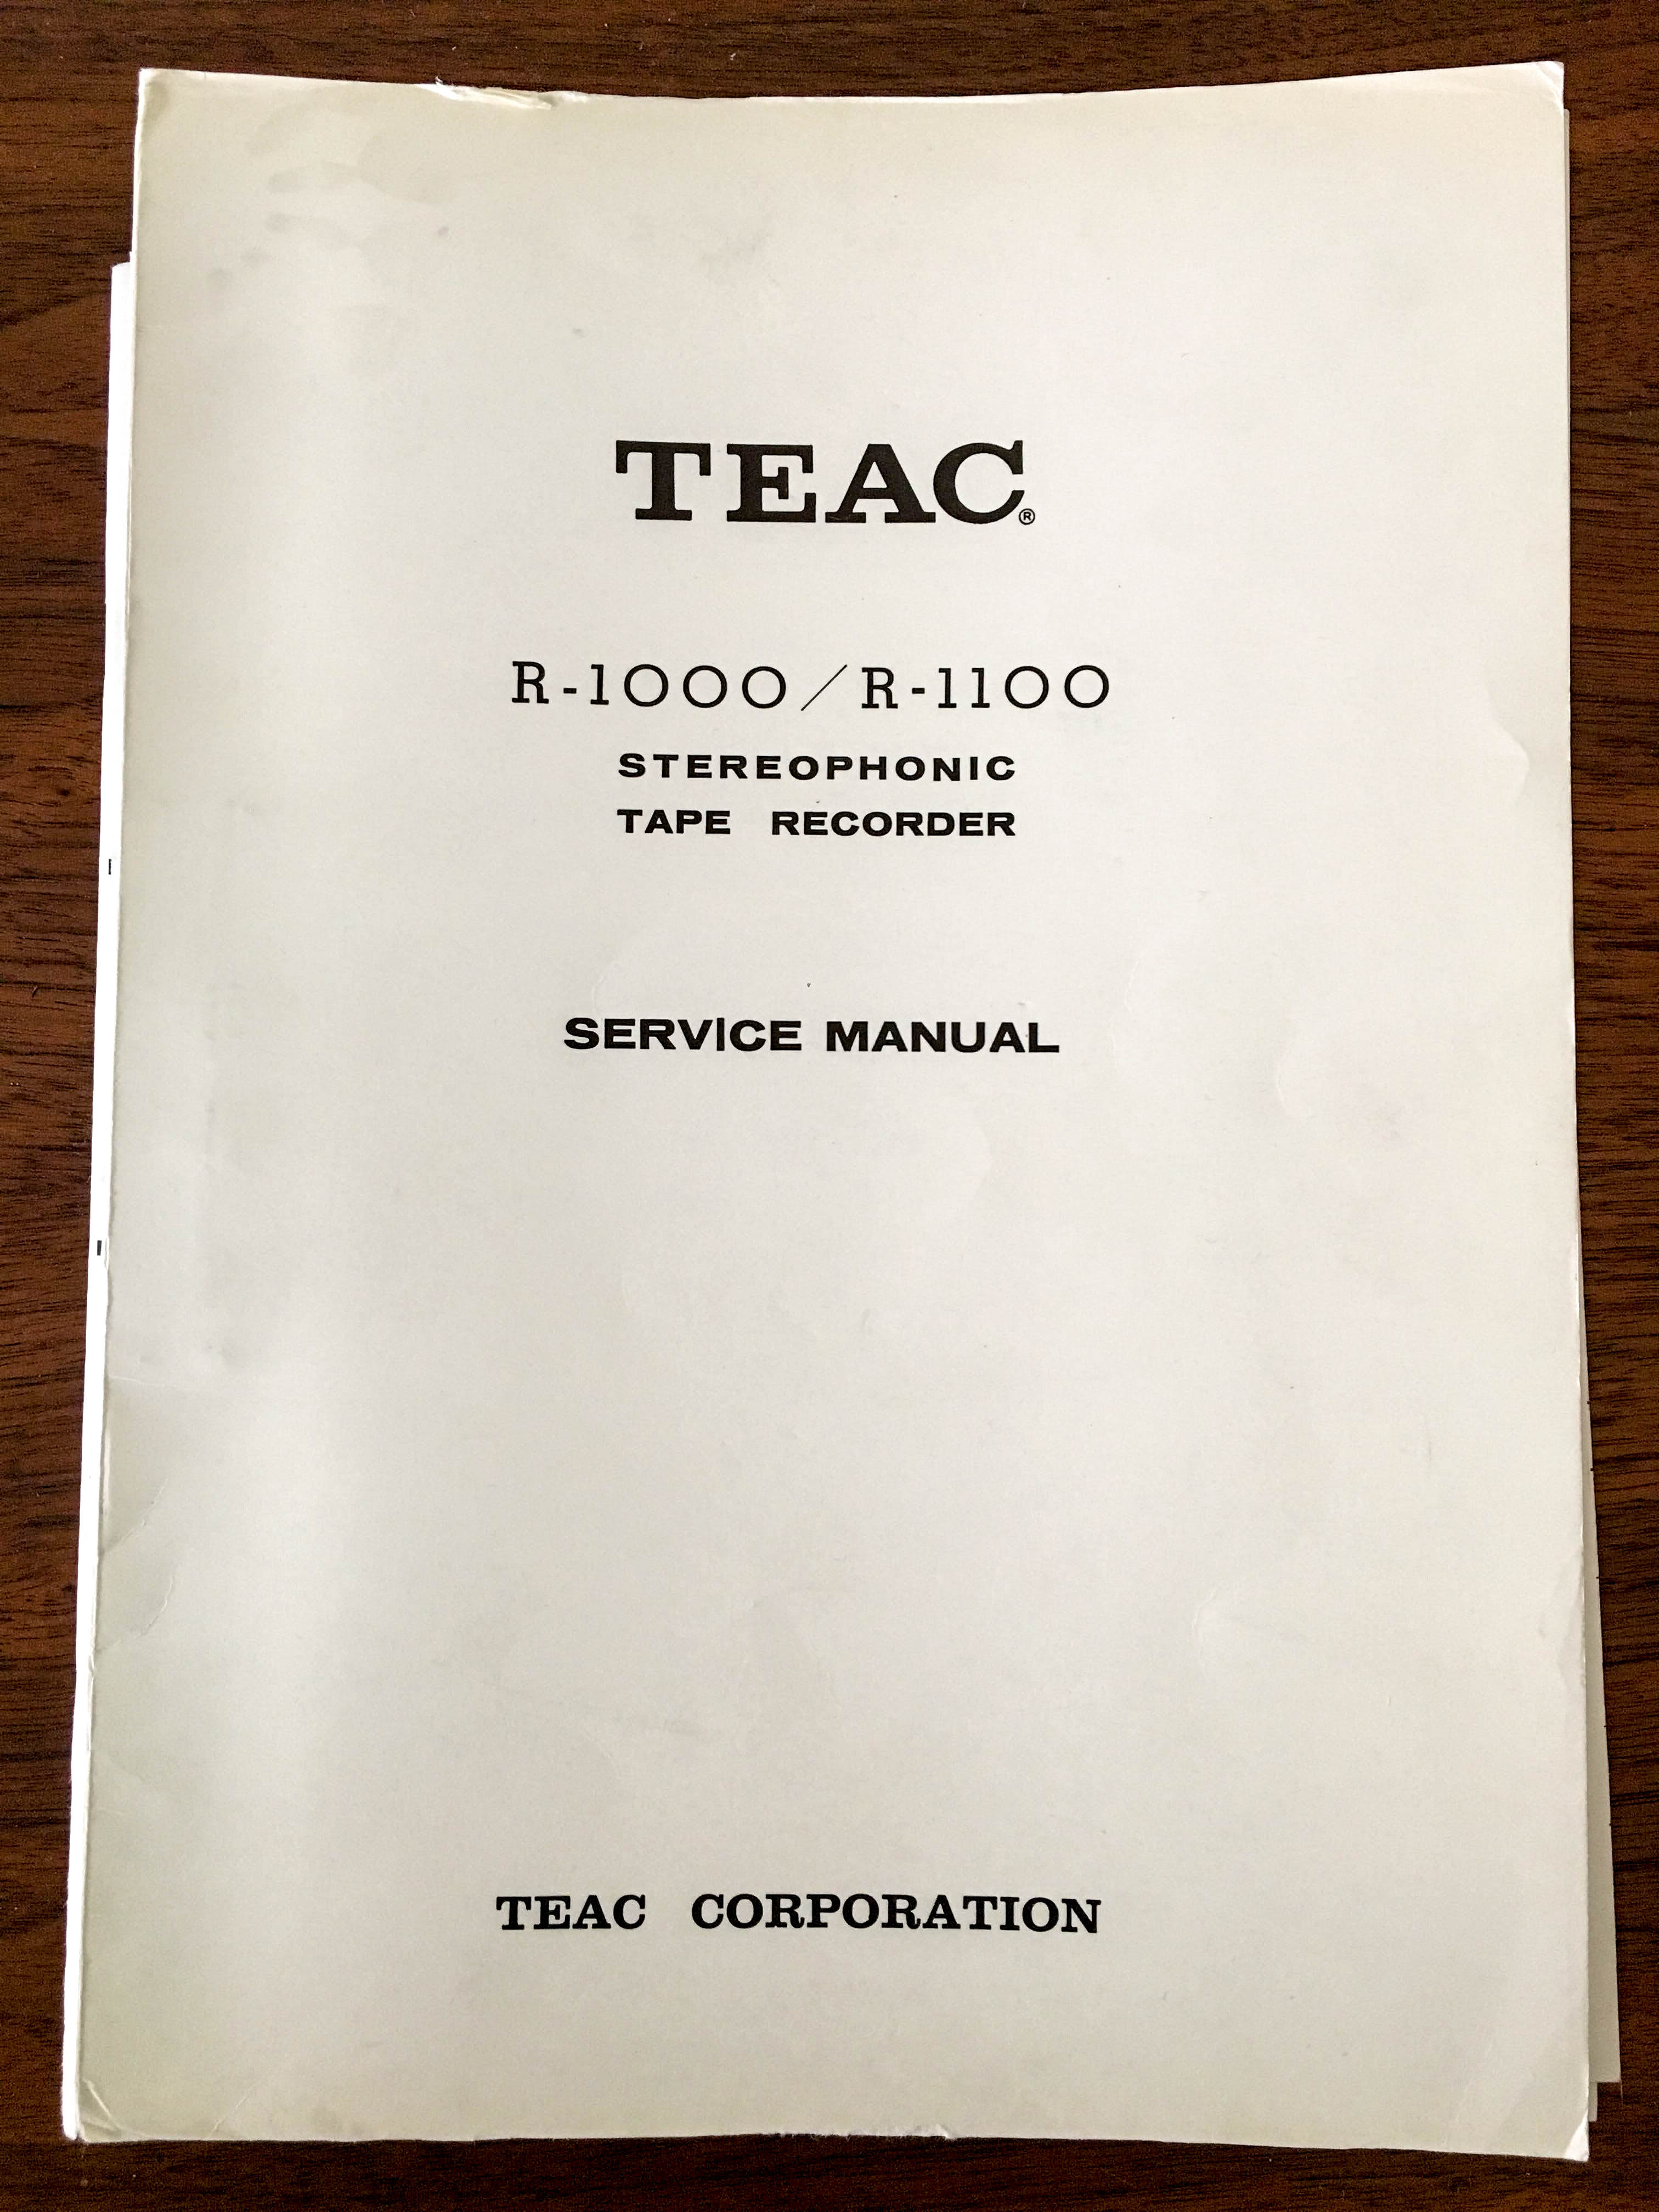 TEAC®
R-1000/R-1100
STEREOPHONIC
TAPE RECORDER
SERVICE MANUAL
TEAC CORPORATION